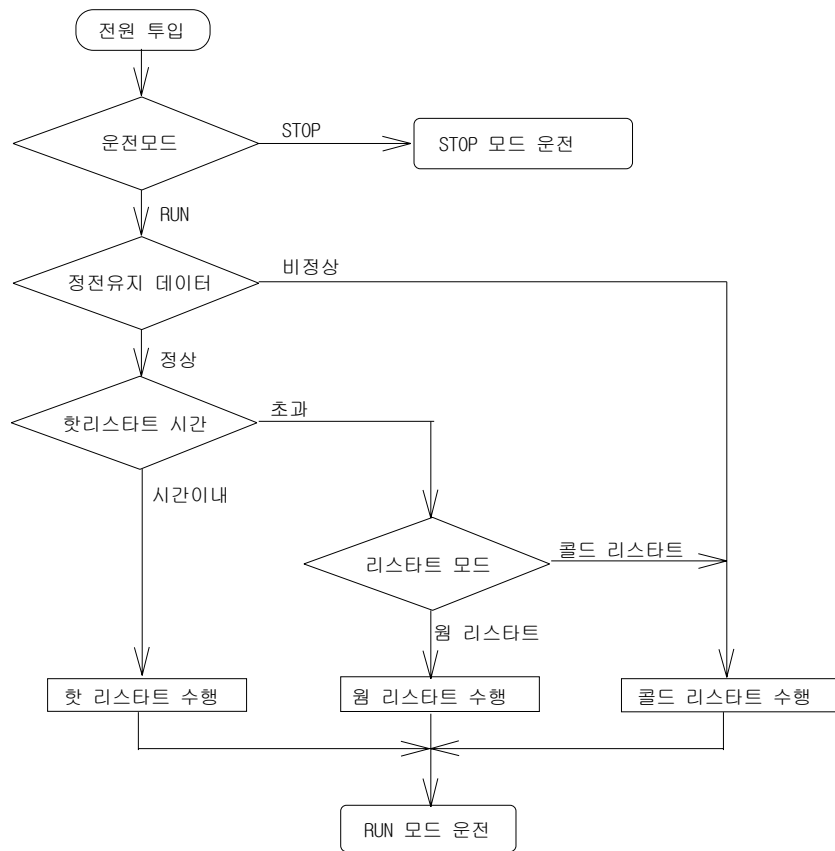 전원 투입
운전모드
STOP
STOP 모드 운전
RUN
정전유지 데이터
비정상
정상
핫리스타트 시간
초과
시간이내
리스타트 모드
콜드 리스타트
웜 리스타트
핫 리스타트 수행
웜 리스타트 수행
콜드 리스타트 수행
RUN 모드 운전